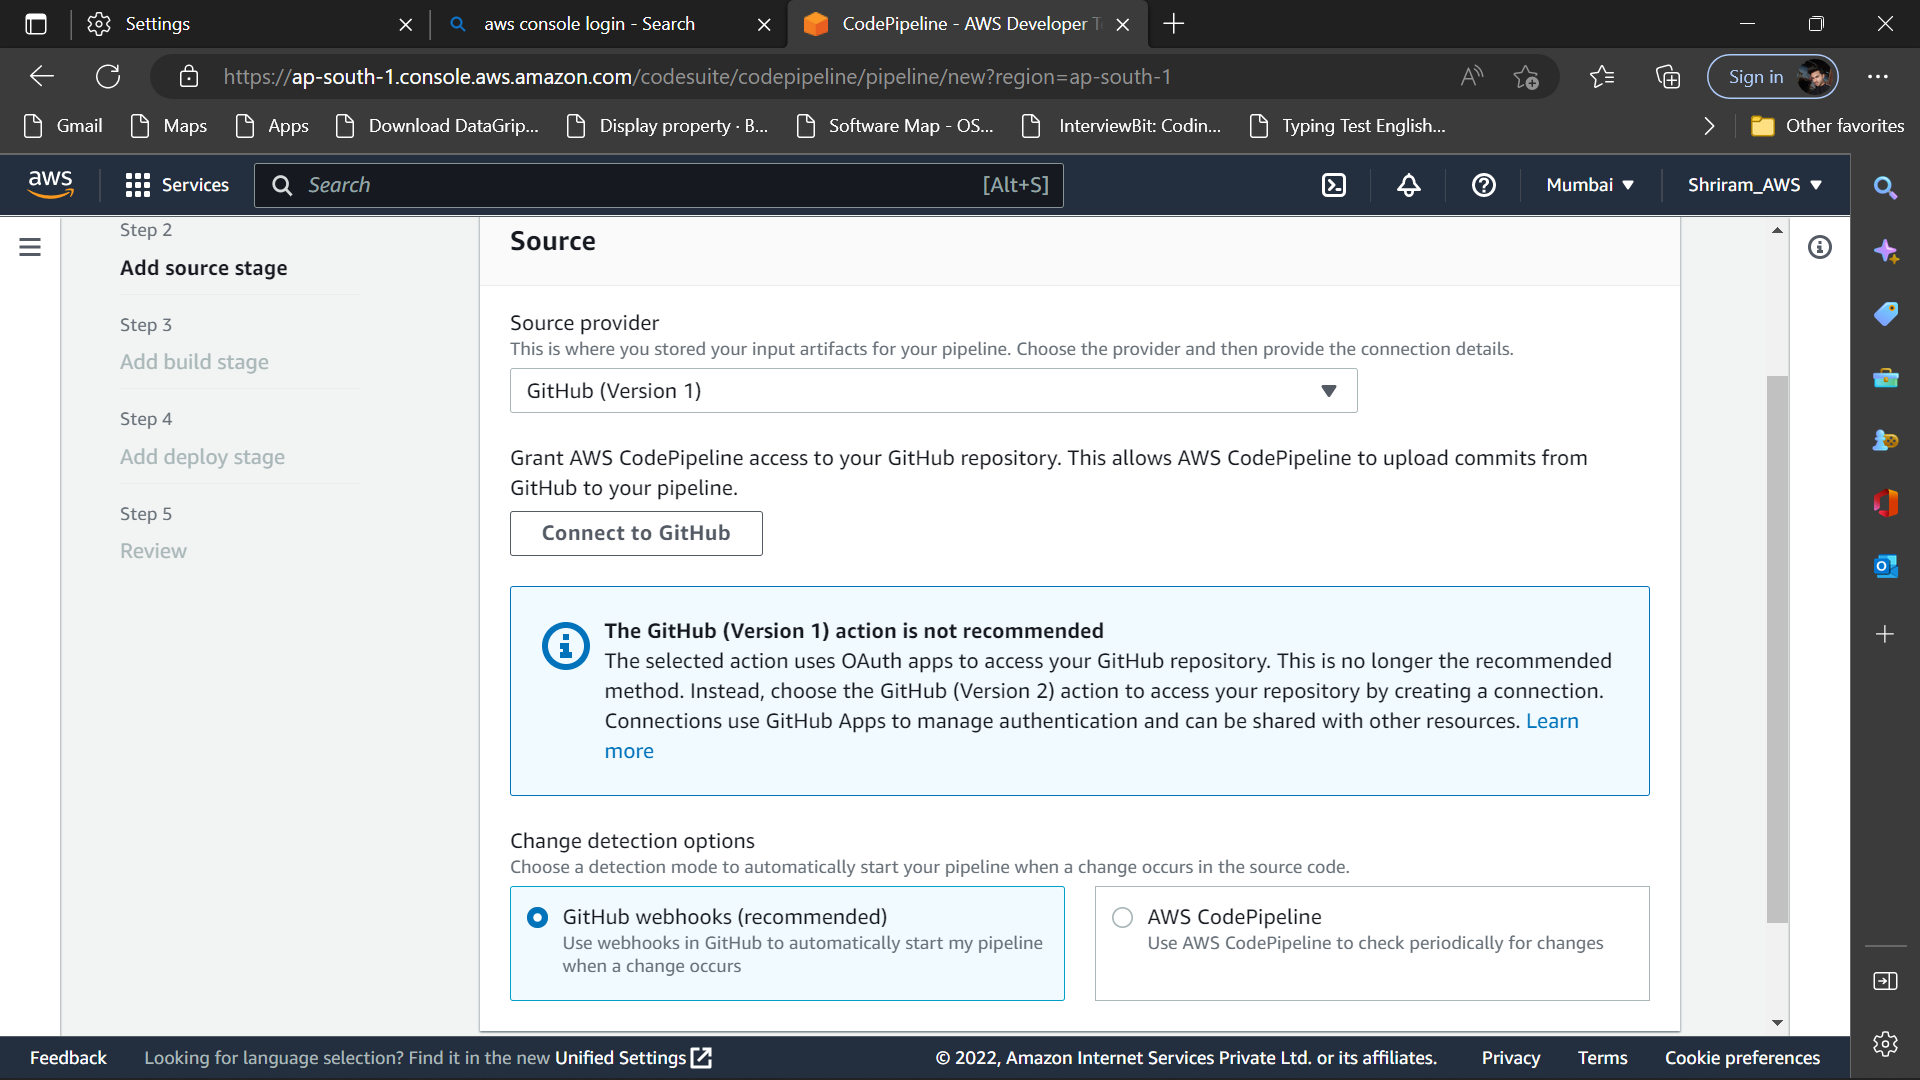 Settings
aws console login - Search
CodePipeline - AWS Developer
https://ap-south-1.console.aws.amazon.com/codesuite/codepipeline/pipeline/new?region=ap-south-1
Sign in
Gmail
Maps
Apps
Download DataGrip...
Display property · B...
Software Map - OS...
InterviewBit: Codin...
Typing Test English...
Other favorites
aws
Services
Search
[Alt+S]
Mumbai
Shriram_AWS
Step 2
Add source stage
Step 3
Add build stage
Step 4
Add deploy stage
Step 5
Review
Source
Source provider
This is where you stored your input artifacts for your pipeline. Choose the provider and then provide the connection details.
GitHub (Version 1)
Grant AWS CodePipeline access to your GitHub repository. This allows AWS CodePipeline to upload commits from
GitHub to your pipeline.
Connect to GitHub
The GitHub (Version 1) action is not recommended
The selected action uses OAuth apps to access your GitHub repository. This is no longer the recommended
method. Instead, choose the GitHub (Version 2) action to access your repository by creating a connection.
Connections use GitHub Apps to manage authentication and can be shared with other resources. Learn
more
Change detection options
Choose a detection mode to automatically start your pipeline when a change occurs in the source code.
GitHub webhooks (recommended)
Use webhooks in GitHub to automatically start my pipeline
when a change occurs
AWS CodePipeline
Use AWS CodePipeline to check periodically for changes
Feedback
Looking for language selection? Find it in the new Unified Settings
© 2022, Amazon Internet Services Private Ltd. or its affiliates.
Privacy
Terms
Cookie preferences